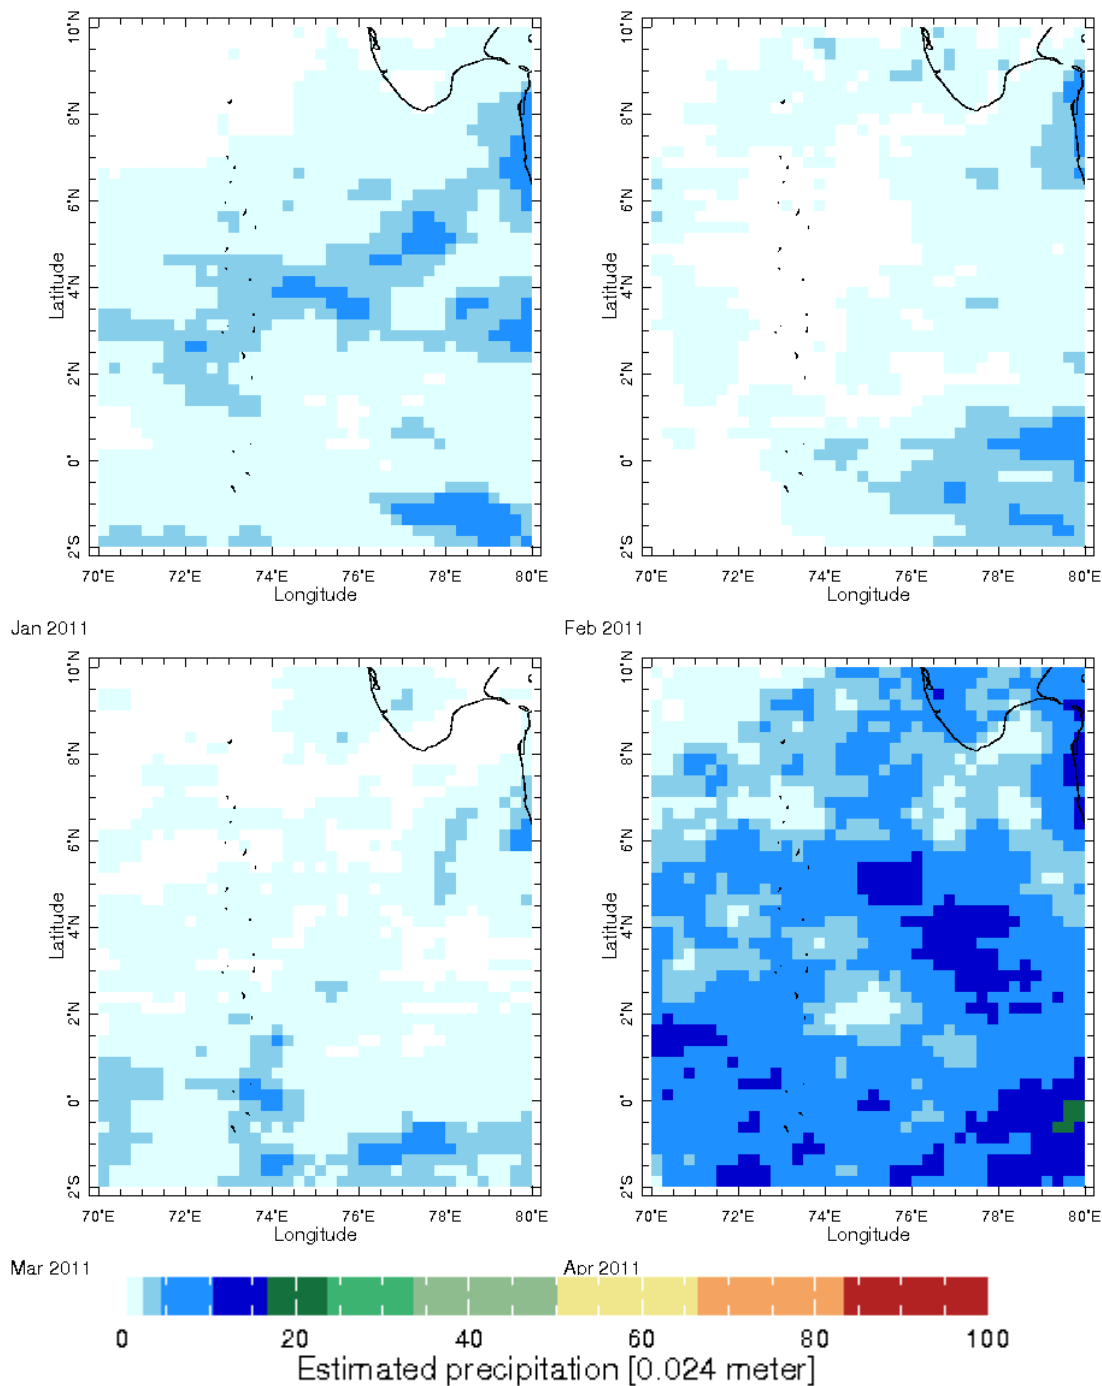 10°N
8°N
6°N
4°N
2°N
0°
2°S
Latitude
70°E 72°E 74°E 76°E 78°E 80°E
Longitude
10°N
8°N
6°N
4°N
2°N
0°
2°S
Latitude
70°E 72°E 74°E 76°E 78°E 80°E
Longitude
Jan 2011 Feb 2011
10°N
8°N
6°N
4°N
2°N
0°
2°S
Latitude
70°E 72°E 74°E 76°E 78°E 80°E
Longitude
10°N
8°N
6°N
4°N
2°N
0°
2°S
Latitude
70°E 72°E 74°E 76°E 78°E 80°E
Longitude
Mar 2011 Apr 2011
0 20 40 60 80 100
Estimated precipitation [0.024 meter]